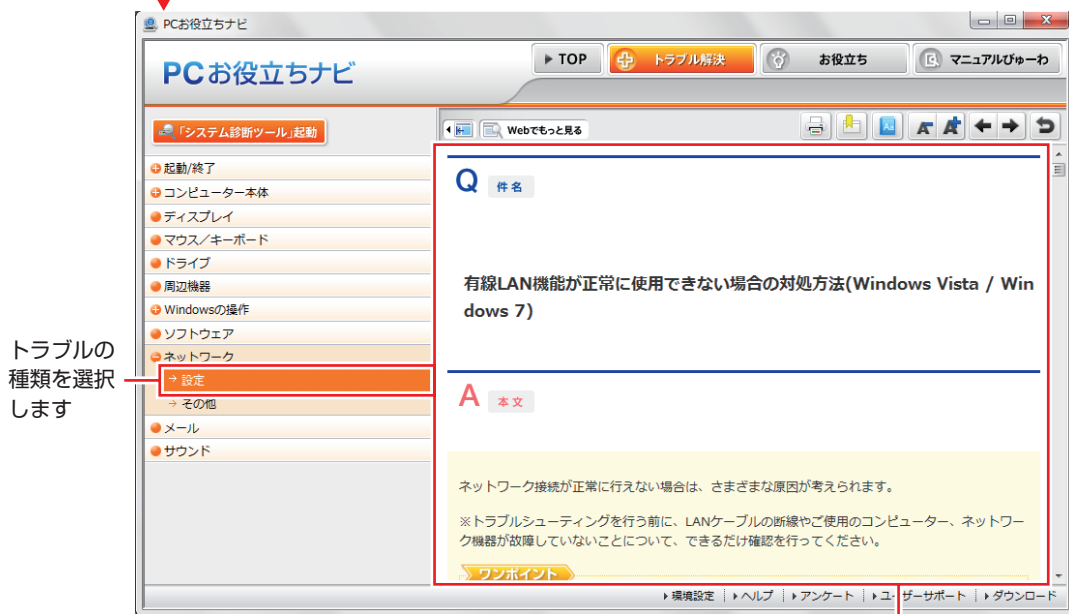 PCお役立ちナビ
PCお役立ちナビ
TOP
トラブル解決
お役立ち
マニュアルびゅーわ
「システム診断ツール」起動
Webでもっと見る
起動/終了
コンピューター本体
ディスプレイ
マウス／キーボード
ドライブ
周辺機器
Windowsの操作
ソフトウェア
ネットワーク
設定
その他
メール
サウンド
トラブルの
種類を選択
します
Q 件名
有線LAN機能が正常に使用できない場合の対処方法(Windows Vista / Win
dows 7)
A 本文
ネットワーク接続が正常に行えない場合は、さまざまな原因が考えられます。
※トラブルシューティングを行う前に、LANケーブルの断線やご使用のコンピューター、ネットワー
ク機器が故障していないことについて、できるだけ確認を行ってください。
ワンポイント
環境設定 ヘルプ アンケート ユーザーサポート ダウンロード